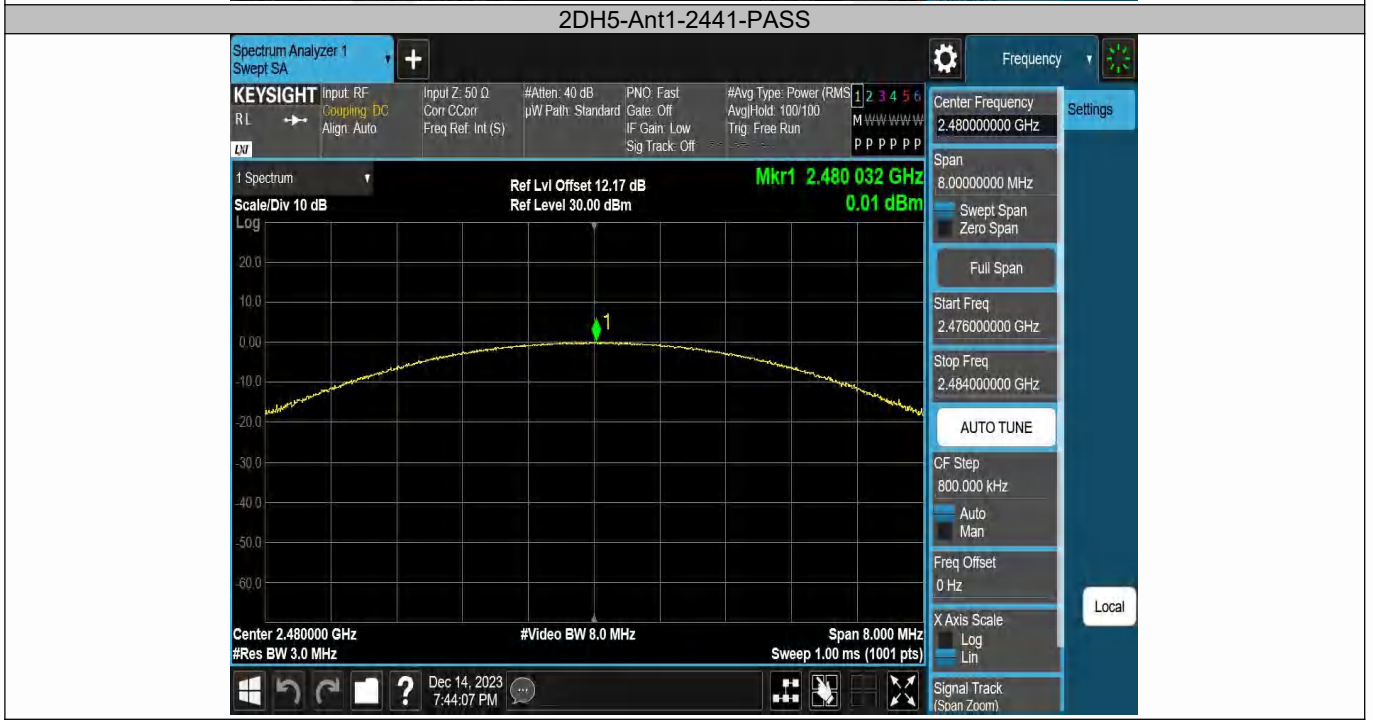 2DH5-Ant1-2441-PASS
Spectrum Analyzer 1
Swept SA
+
Frequency
KEYSIGHT
RL
LXI
Input: RF
Coupling: DC
Align: Auto
Input Z: 50 Ω
Corr CCorr
Freq Ref: Int (S)
#Atten: 40 dB
µW Path: Standard
PNO: Fast
Gate: Off
IF Gain: Low
Sig Track: Off
#Avg Type: Power (RMS
Avg|Hold: 100/100
Trig: Free Run
1 2 3 4 5 6
M W W W W W
P P P P P P
Center Frequency
2.480000000 GHz
Settings
1 Spectrum
Scale/Div 10 dB
Log
Ref Lvl Offset 12.17 dB
Ref Level 30.00 dBm
Mkr1 2.480 032 GHz
0.01 dBm
Span
8.00000000 MHz
Swept Span
Zero Span
Full Span
Start Freq
2.476000000 GHz
Stop Freq
2.484000000 GHz
AUTO TUNE
CF Step
800.000 kHz
Auto
Man
Freq Offset
0 Hz
X Axis Scale
Log
Lin
Signal Track
(Span Zoom)
Local
20.0
10.0
1
0.00
-10.0
-20.0
-30.0
-40.0
-50.0
-60.0
Center 2.480000 GHz
#Res BW 3.0 MHz
#Video BW 8.0 MHz
Span 8.000 MHz
Sweep 1.00 ms (1001 pts)
?
Dec 14, 2023
7:44:07 PM